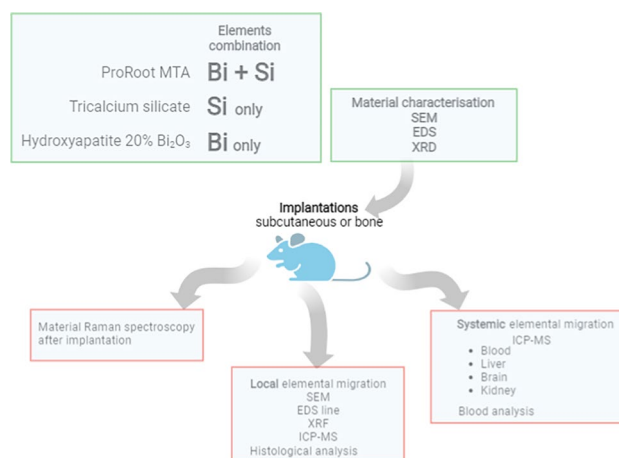 Elements
combination
ProRoot MTA Bi + Si
Tricalcium silicate Si only
Hydroxyapatite 20% Bi₂O₃ Bi only
Material characterisation
SEM
EDS
XRD
Implantations
subcutaneous or bone
Material Raman spectroscopy
after implantation
Local elemental migration
SEM
EDS line
XRF
ICP-MS
Histological analysis
Systemic elemental migration
ICP-MS
• Blood
• Liver
• Brain
• Kidney
Blood analysis